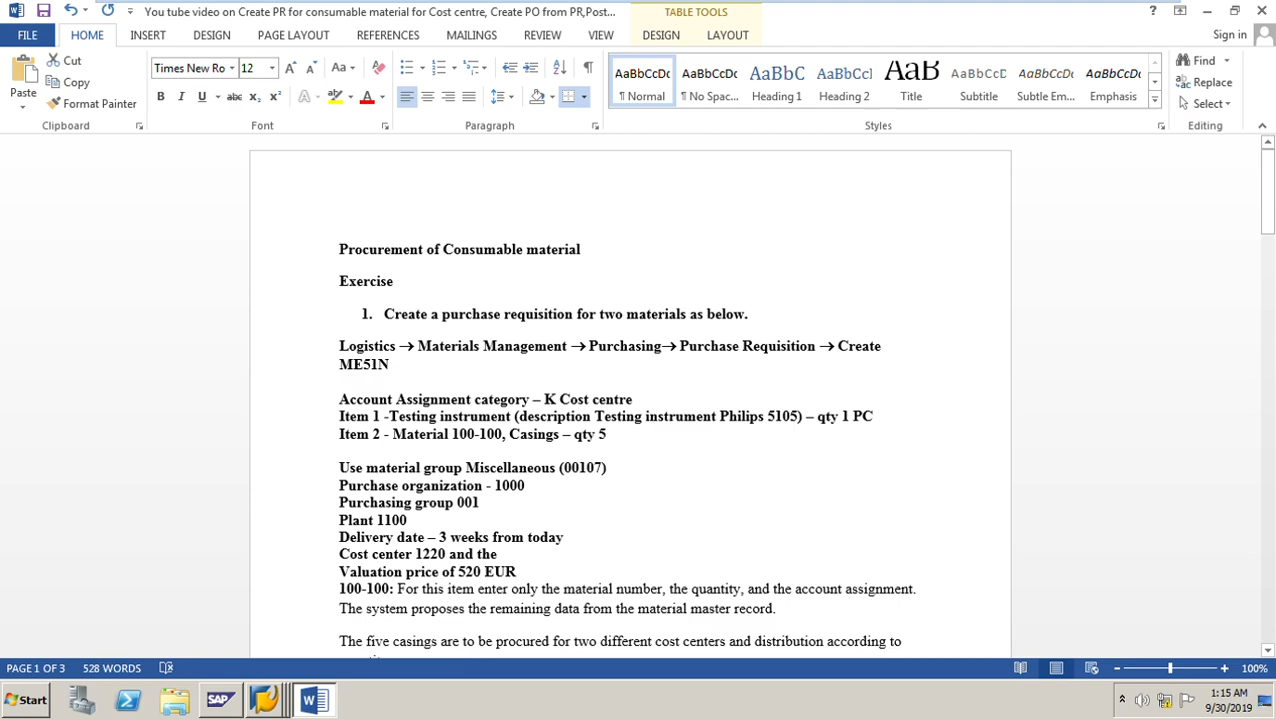 You tube video on Create PR for consumable material for Cost centre, Create PO from PR,Post...
TABLE TOOLS
?
FILE
HOME
INSERT
DESIGN
PAGE LAYOUT
REFERENCES
MAILINGS
REVIEW
VIEW
DESIGN
LAYOUT
Sign in
Paste
Cut
Copy
Format Painter
Clipboard
Times New Ro
12
Aa
B I U abc x₂ x² A A
Font
Paragraph
AaBbCcDc
¶ Normal
AaBbCcDc
¶ No Spac...
AaBbC
Heading 1
AaBbCc
Heading 2
AaB
Title
AaBbCcD
Subtitle
AaBbCcDc
Subtle Em...
AaBbCcDc
Emphasis
Styles
Find
Replace
Select
Editing
Procurement of Consumable material
Exercise
1. Create a purchase requisition for two materials as below.
Logistics → Materials Management → Purchasing→ Purchase Requisition → Create
ME51N
Account Assignment category – K Cost centre
Item 1 -Testing instrument (description Testing instrument Philips 5105) – qty 1 PC
Item 2 - Material 100-100, Casings – qty 5
Use material group Miscellaneous (00107)
Purchase organization - 1000
Purchasing group 001
Plant 1100
Delivery date – 3 weeks from today
Cost center 1220 and the
Valuation price of 520 EUR
100-100: For this item enter only the material number, the quantity, and the account assignment.
The system proposes the remaining data from the material master record.
The five casings are to be procured for two different cost centers and distribution according to
PAGE 1 OF 3
528 WORDS
100%
Start
SAP
1:15 AM
9/30/2019